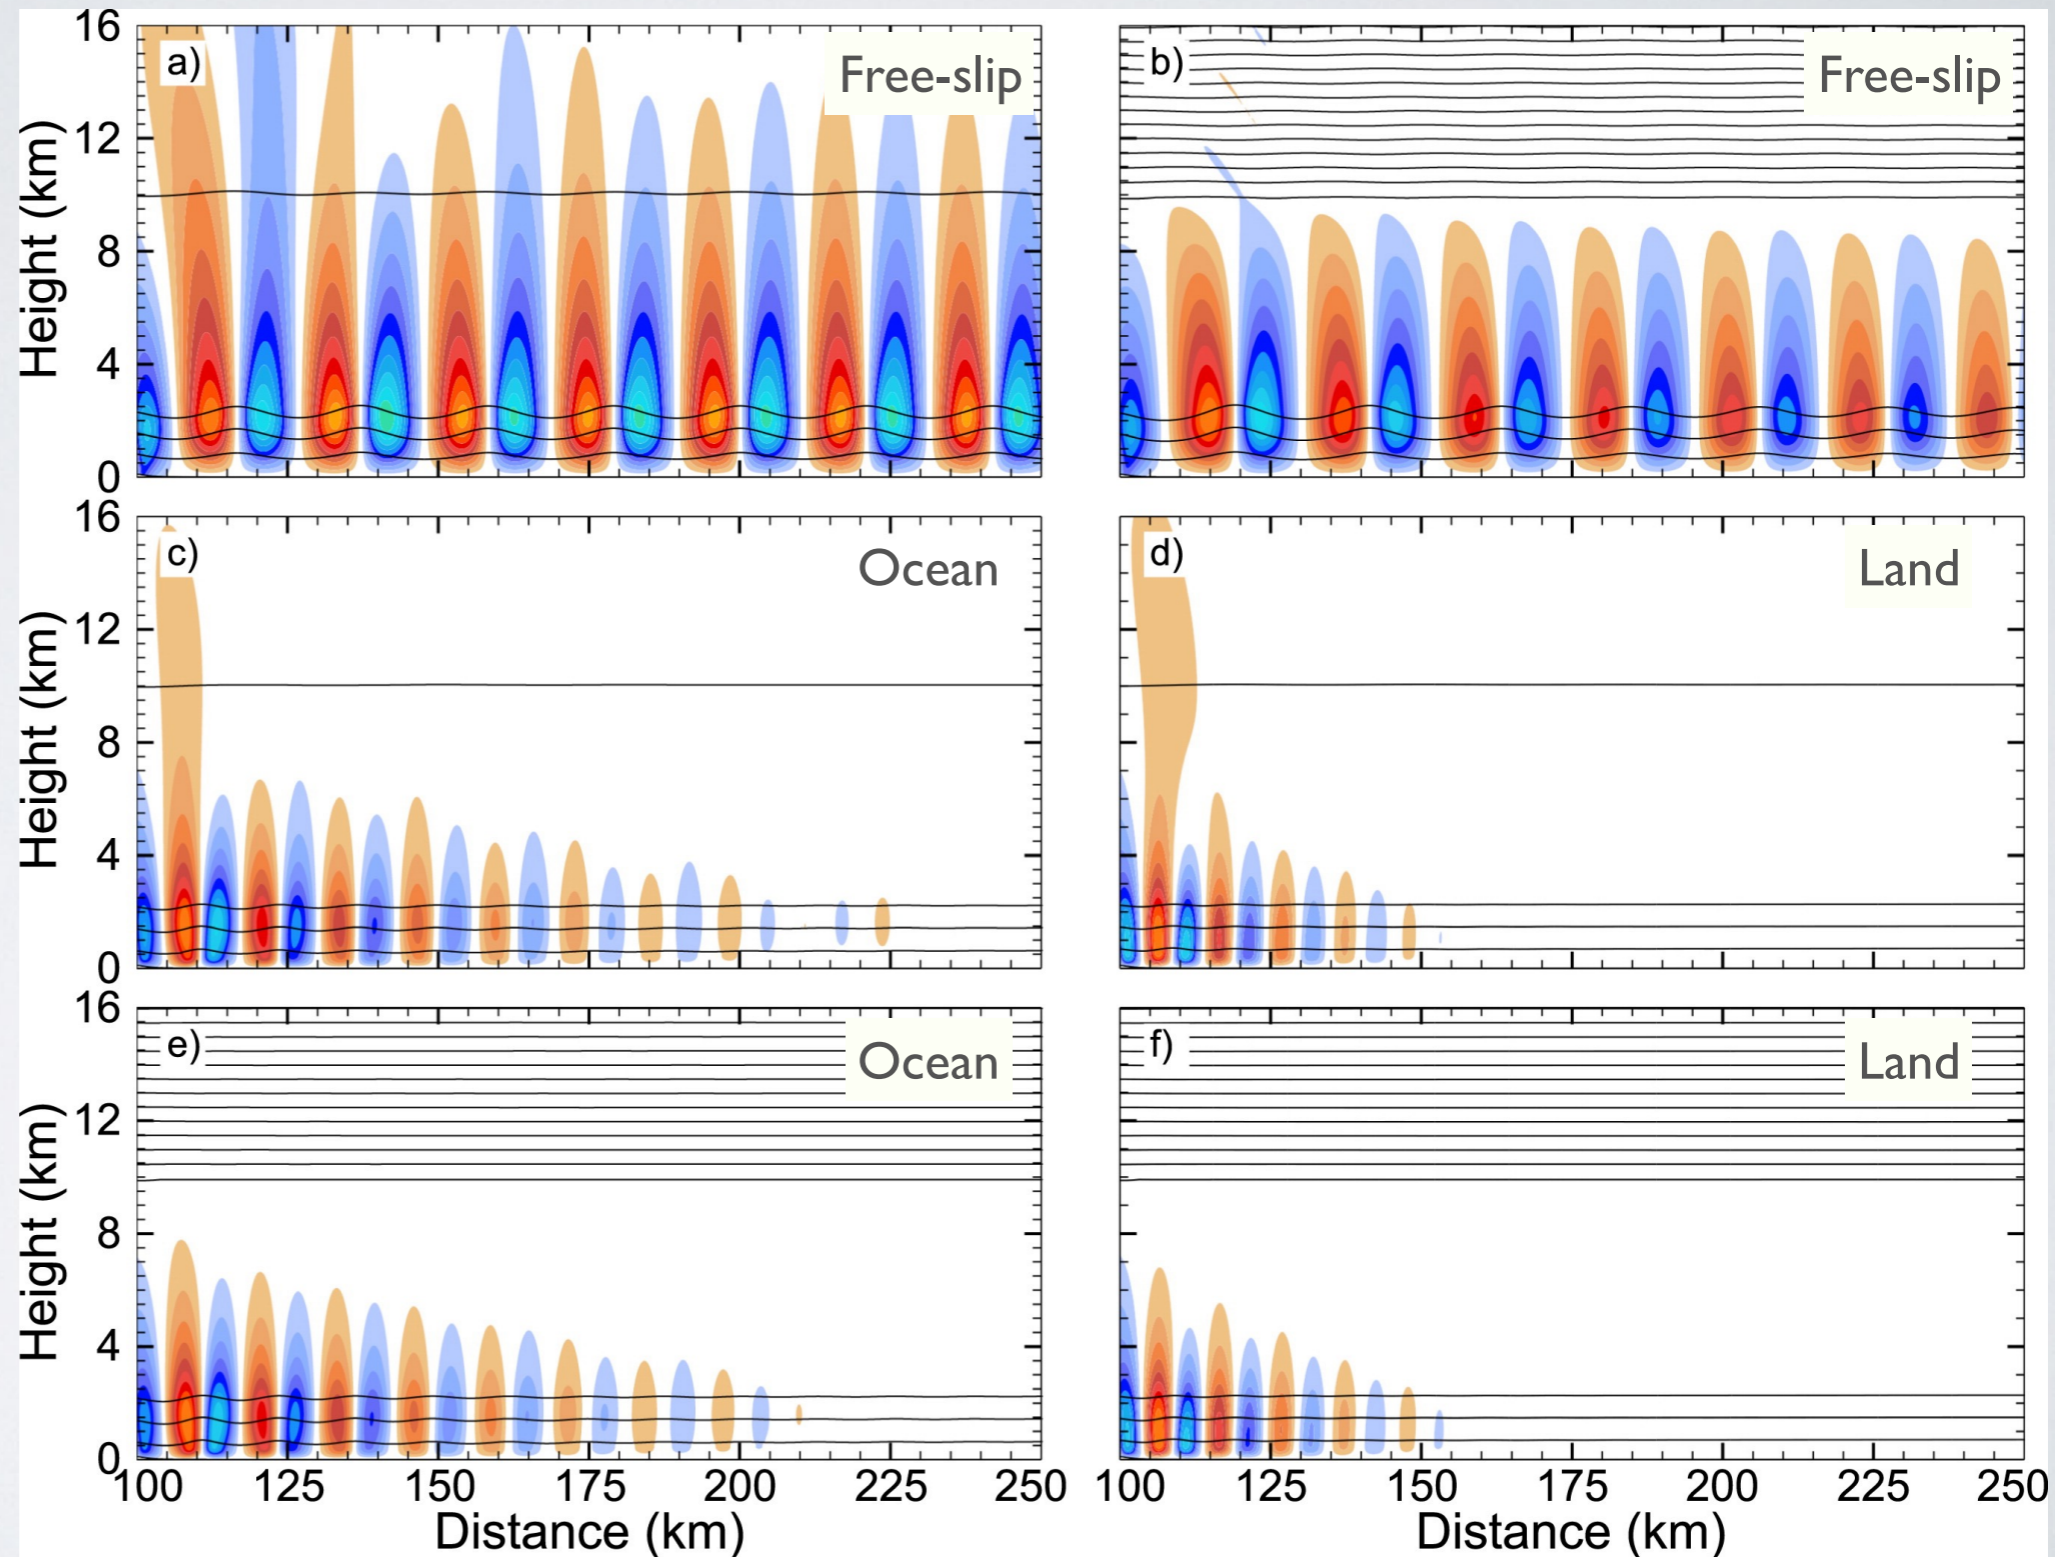 a)
Free-slip
16
12
8
4
0
Height (km)
b)
Free-slip
c)
Ocean
16
12
8
4
0
Height (km)
d)
Land
e)
Ocean
16
12
8
4
0
Height (km)
100 125 150 175 200 225 250
Distance (km)
f)
Land
100 125 150 175 200 225 250
Distance (km)